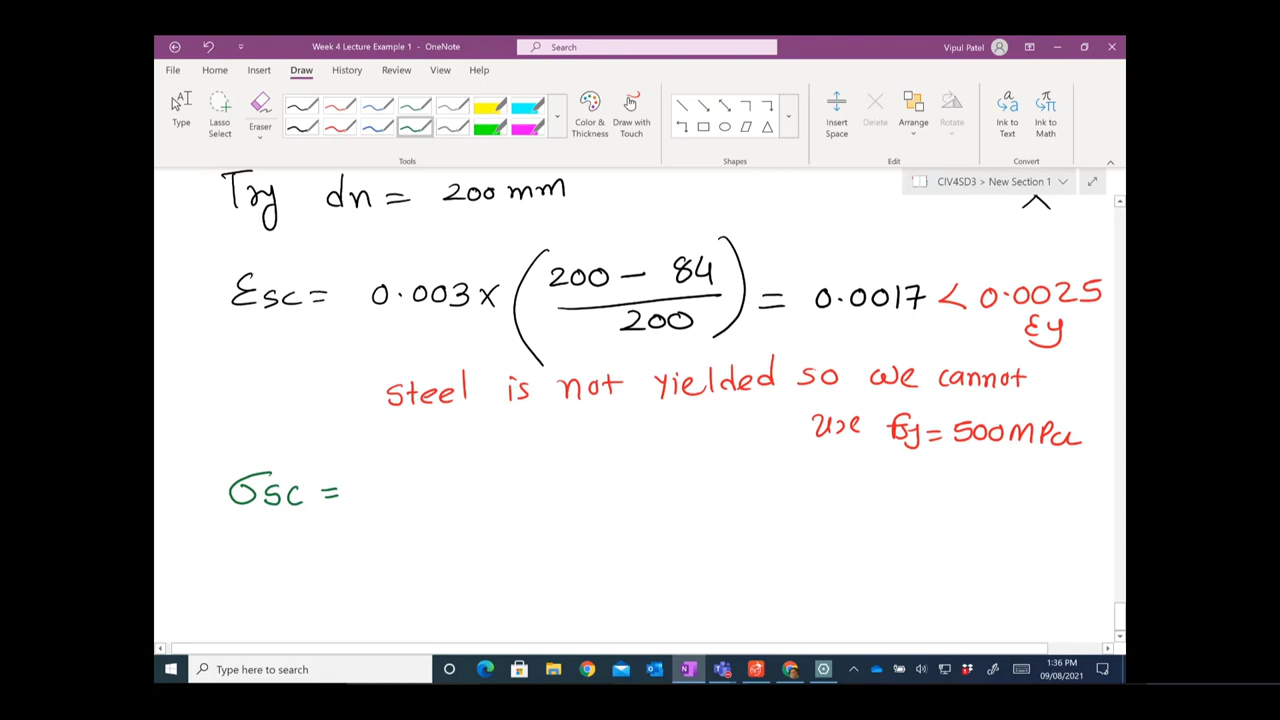 Week 4 Lecture Example 1 - OneNote
Search
Vipul Patel
File Home Insert Draw History Review View Help
Type
Lasso Select
Eraser
Color & Thickness
Draw with Touch
Insert Space
Delete
Arrange
Rotate
Ink to Text
Ink to Math
Tools
Shapes
Edit
Convert
CIV4SD3 > New Section 1
Try dn = 200 mm
εsc = 0.003 x (200 - 84 / 200) = 0.0017 < 0.0025
εy
steel is not yielded so we cannot
use fsy = 500 MPa
σsc =
Type here to search
1:36 PM
09/08/2021